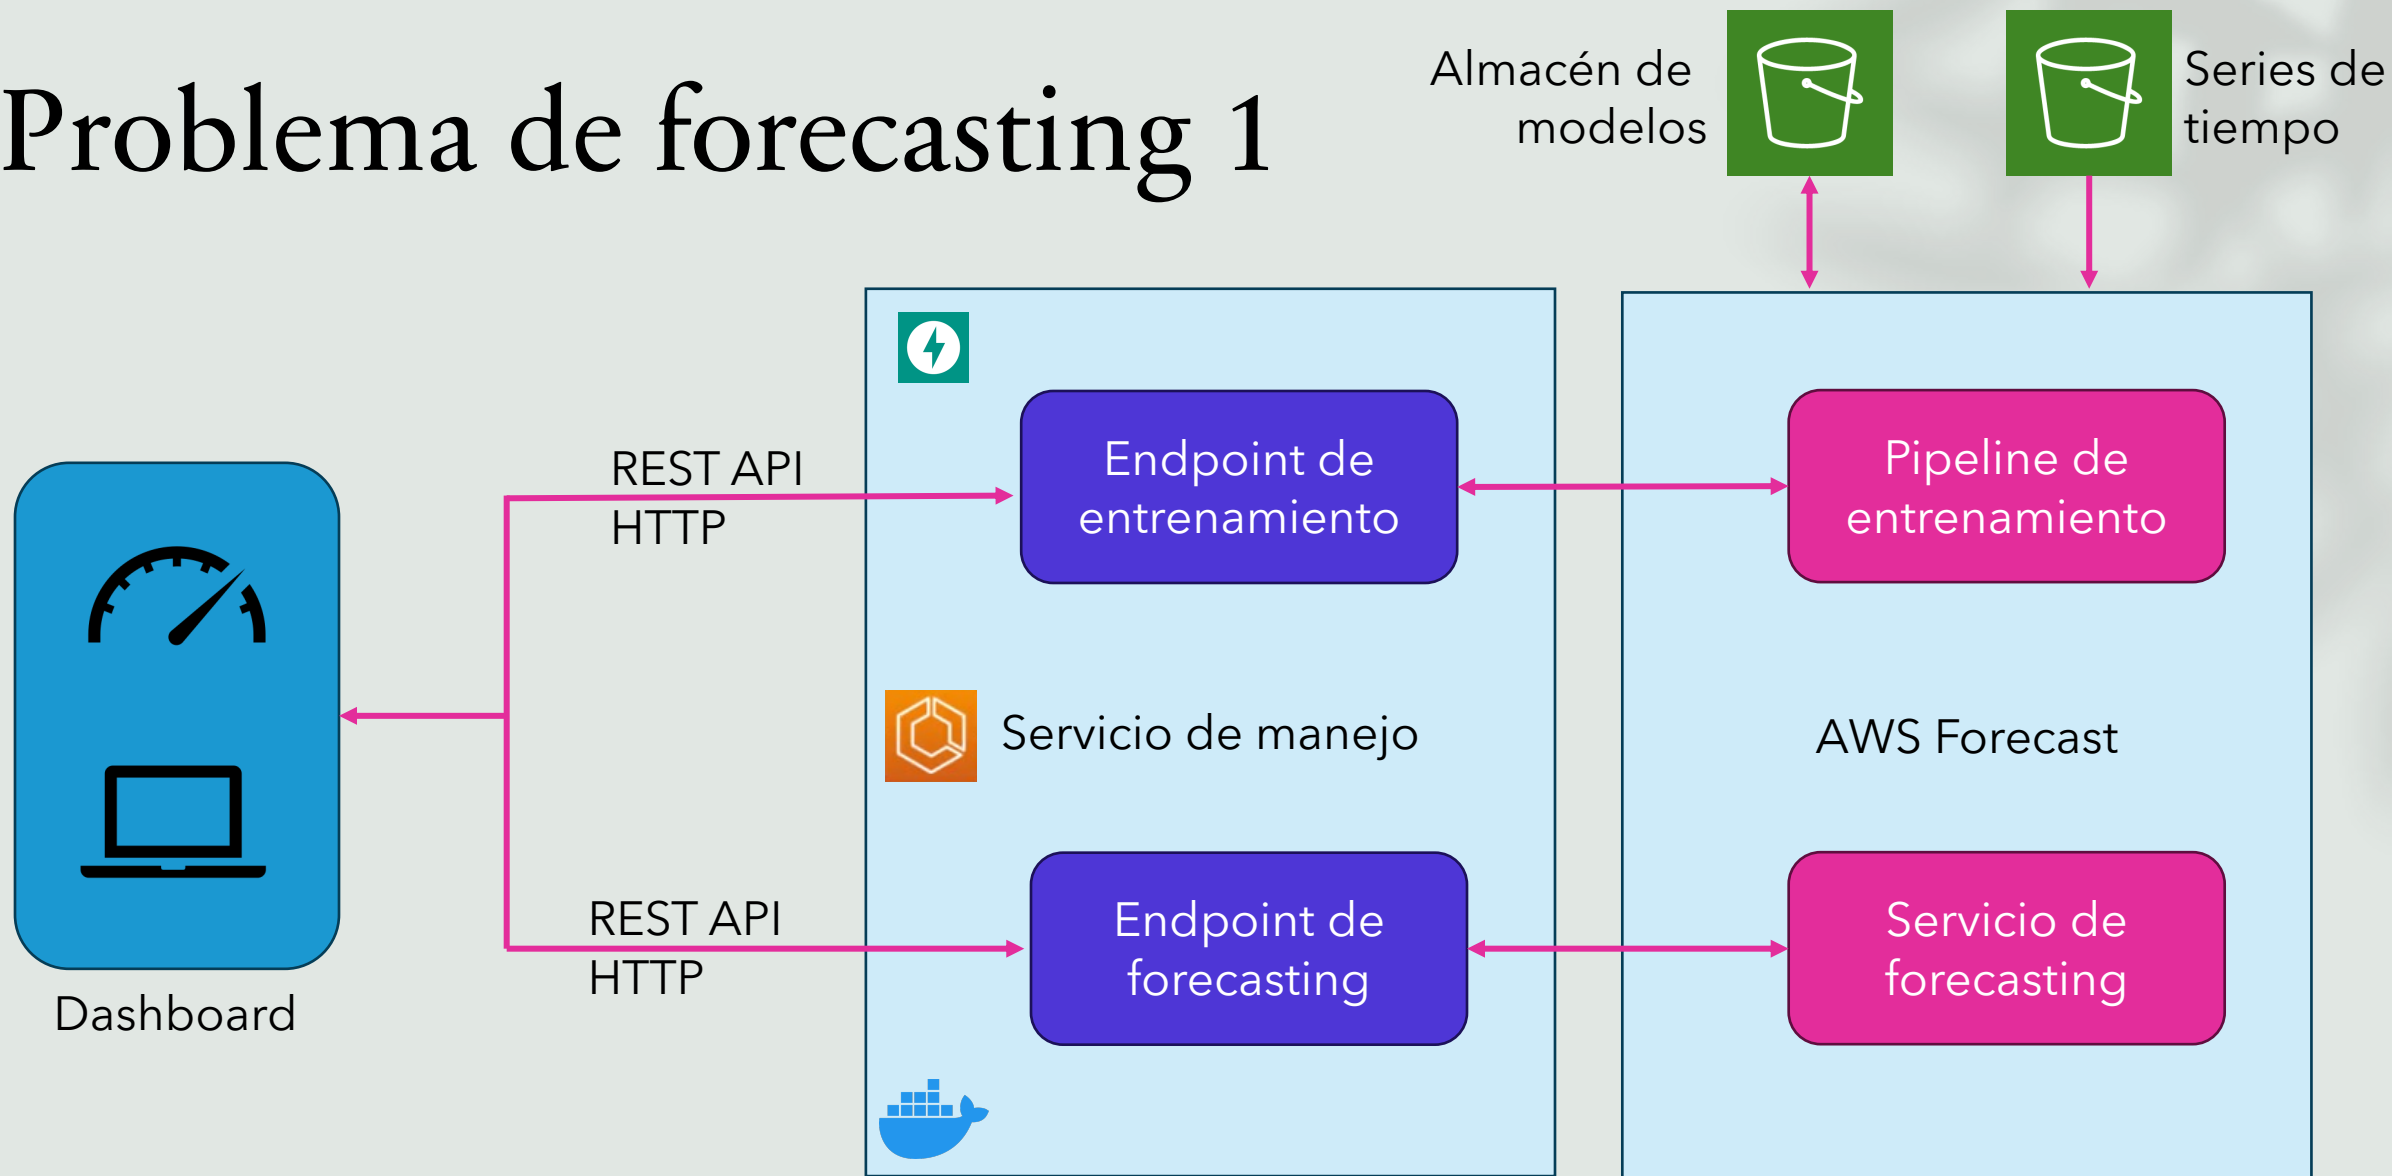 Problema de forecasting 1
Almacén de
modelos
Series de
tiempo
REST API
HTTP
Endpoint de
entrenamiento
Pipeline de
entrenamiento
Servicio de manejo
AWS Forecast
REST API
HTTP
Endpoint de
forecasting
Servicio de
forecasting
Dashboard